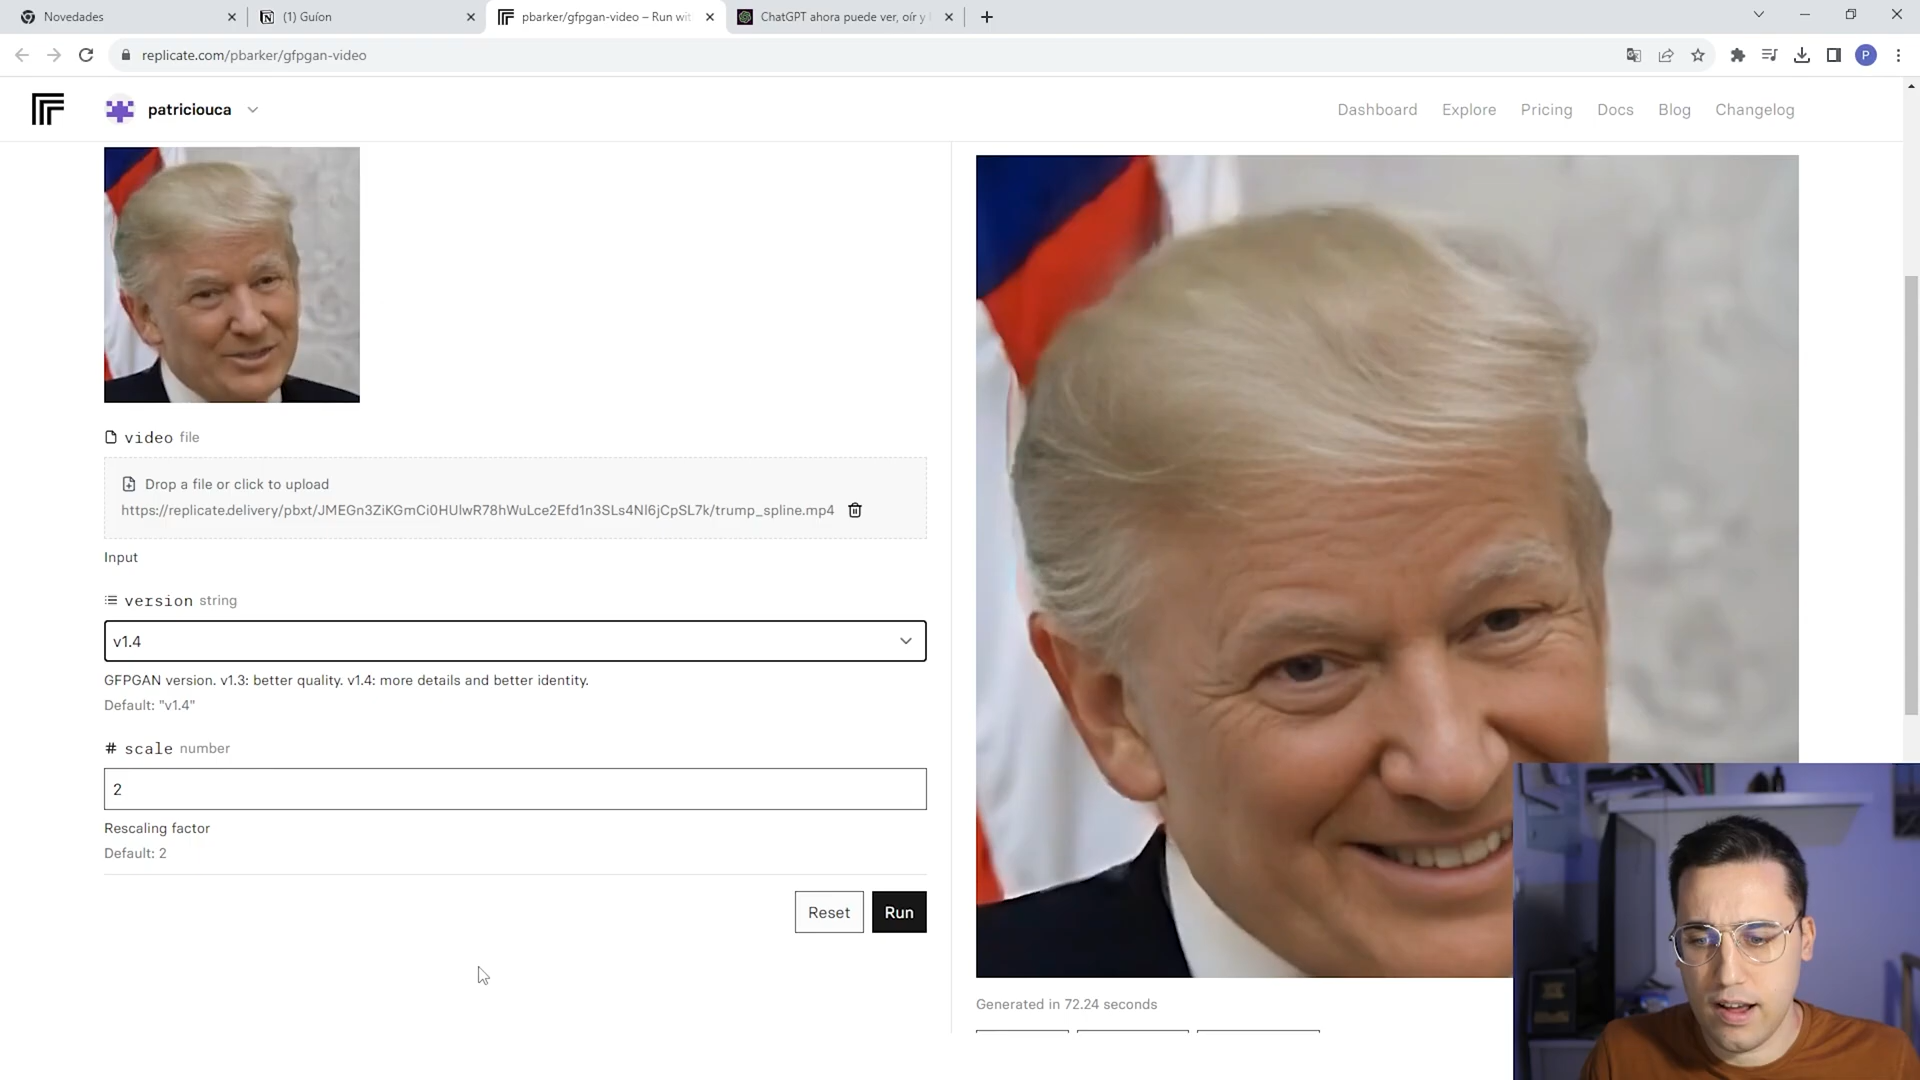 Novedades
(1) Guíon
pbarker/gfpgan-video – Run wit
ChatGPT ahora puede ver, oír y
replicate.com/pbarker/gfpgan-video
P
patriciouca
Dashboard
Explore
Pricing
Docs
Blog
Changelog
video file
Drop a file or click to upload
https://replicate.delivery/pbxt/JMEGn3ZiKGmCi0HUlwR78hWuLce2Efd1n3SLs4Nl6jCpSL7k/trump_spline.mp4
Input
version string
v1.4
GFPGAN version. v1.3: better quality. v1.4: more details and better identity.
Default: "v1.4"
# scale number
2
Rescaling factor
Default: 2
Reset
Run
Generated in 72.24 seconds